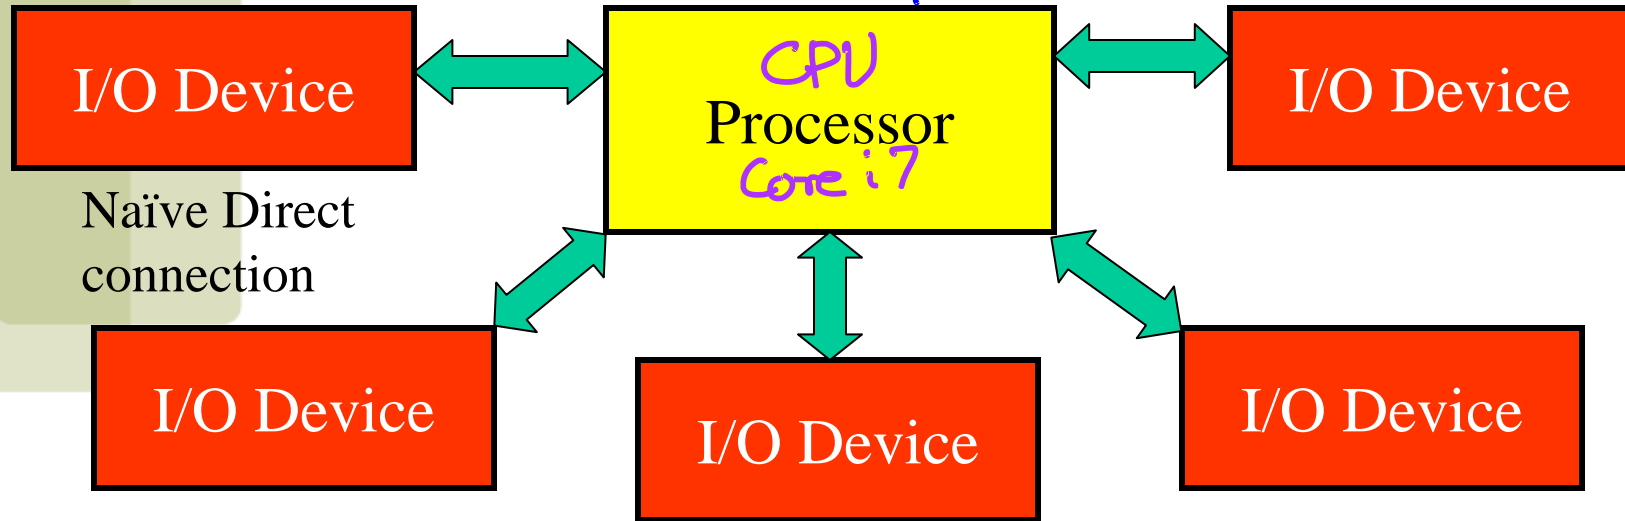 I/O Device
CPU
Processor
Core i7
I/O Device
Naïve Direct
connection
I/O Device
I/O Device
I/O Device